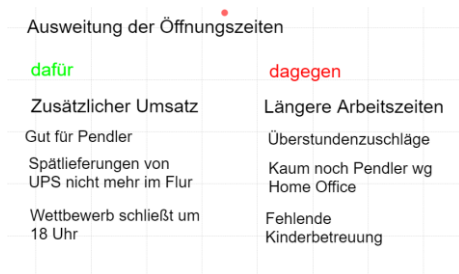 Ausweitung der Öffnungszeiten
dafür
Zusätzlicher Umsatz
Gut für Pendler
Spätlieferungen von
UPS nicht mehr im Flur
Wettbewerb schließt um
18 Uhr
dagegen
Längere Arbeitszeiten
Überstundenzuschläge
Kaum noch Pendler wg
Home Office
Fehlende
Kinderbetreuung